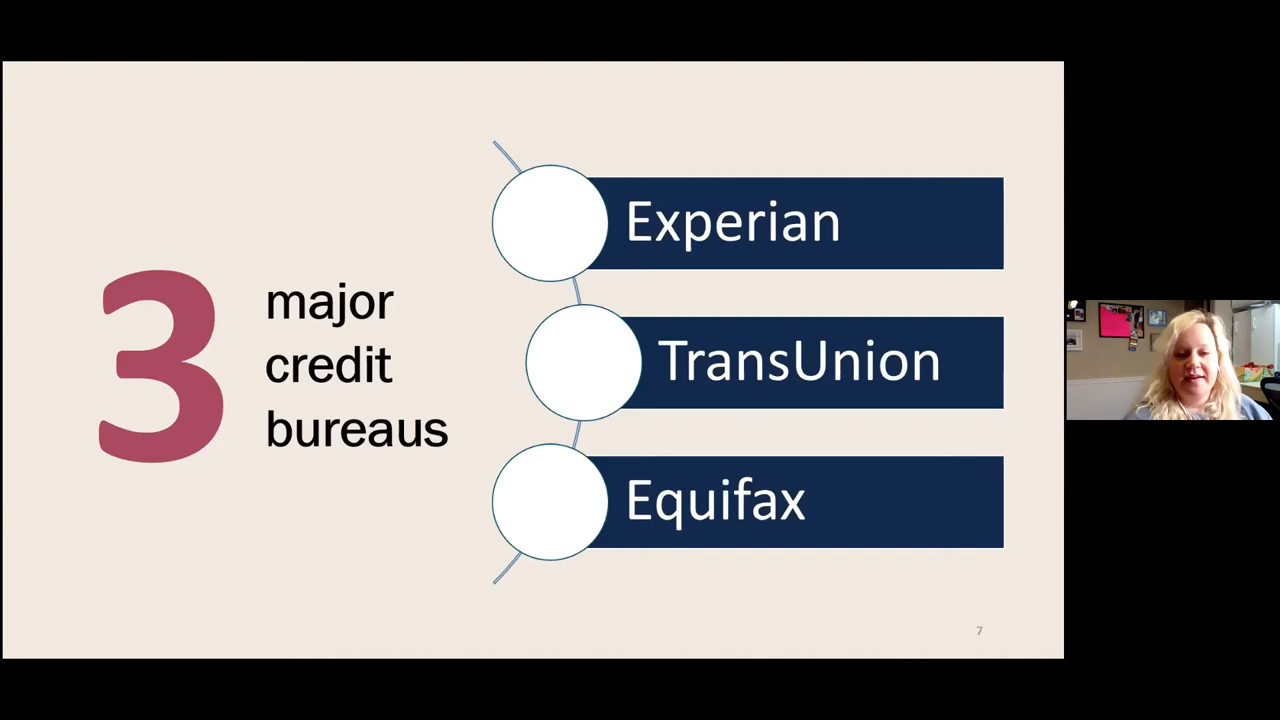 3
major
credit
bureaus
Experian
TransUnion
Equifax
7